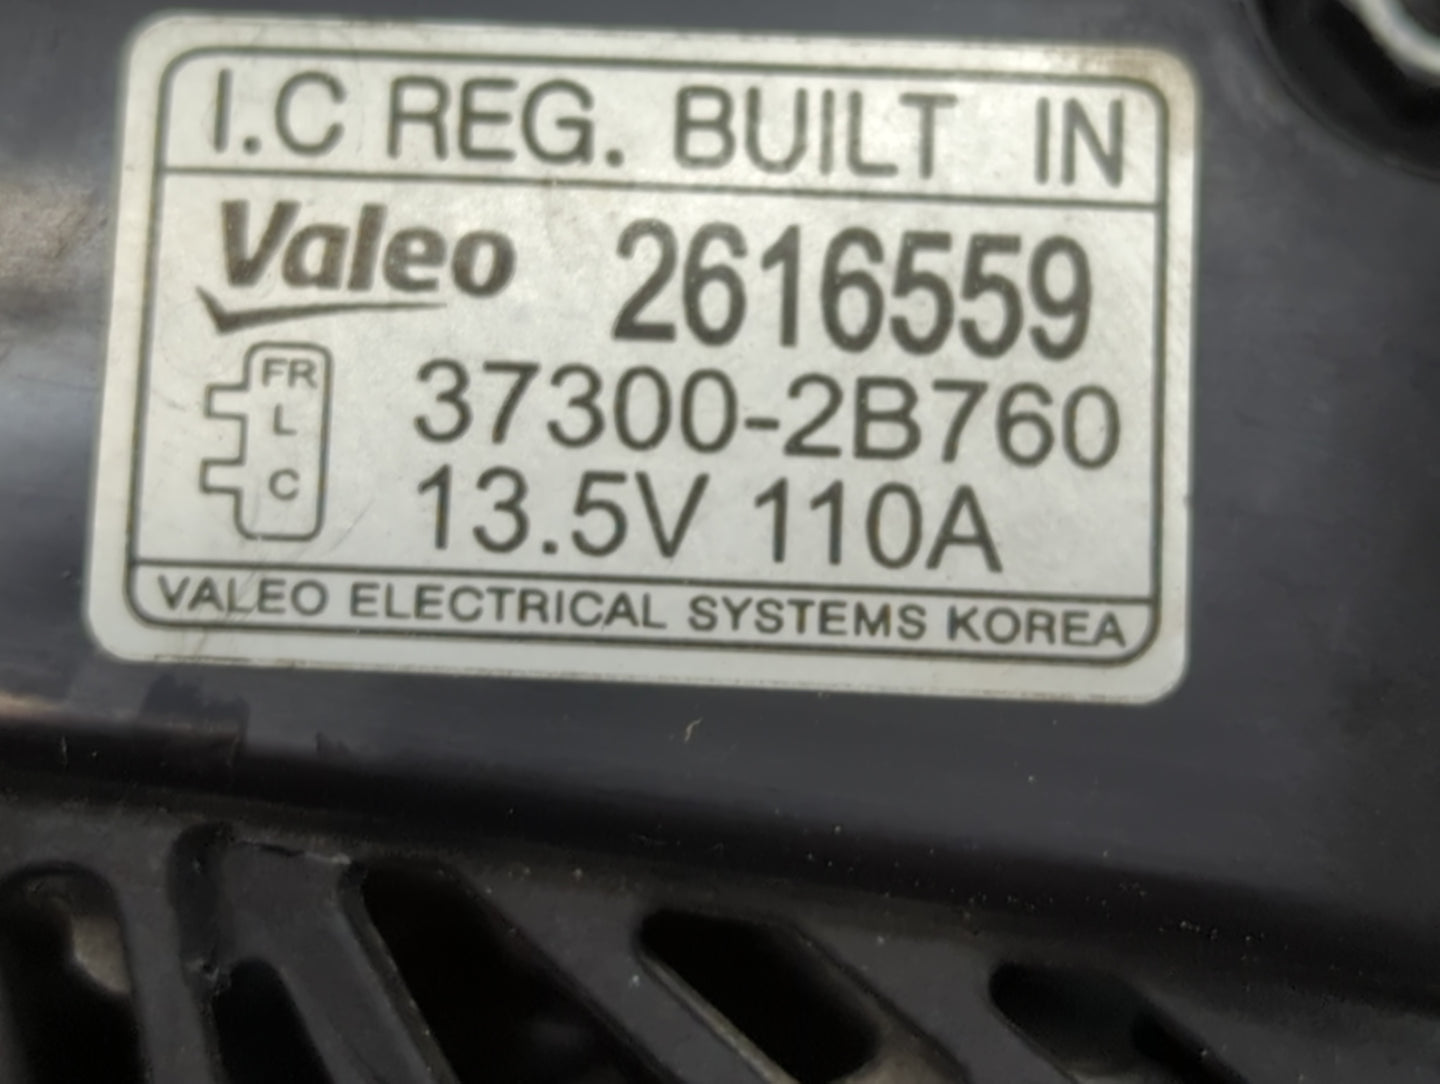 I.C REG. BUILT IN
Valeo 2616559
FR
L
C
37300-2B760
13.5V 110A
VALEO ELECTRICAL SYSTEMS KOREA